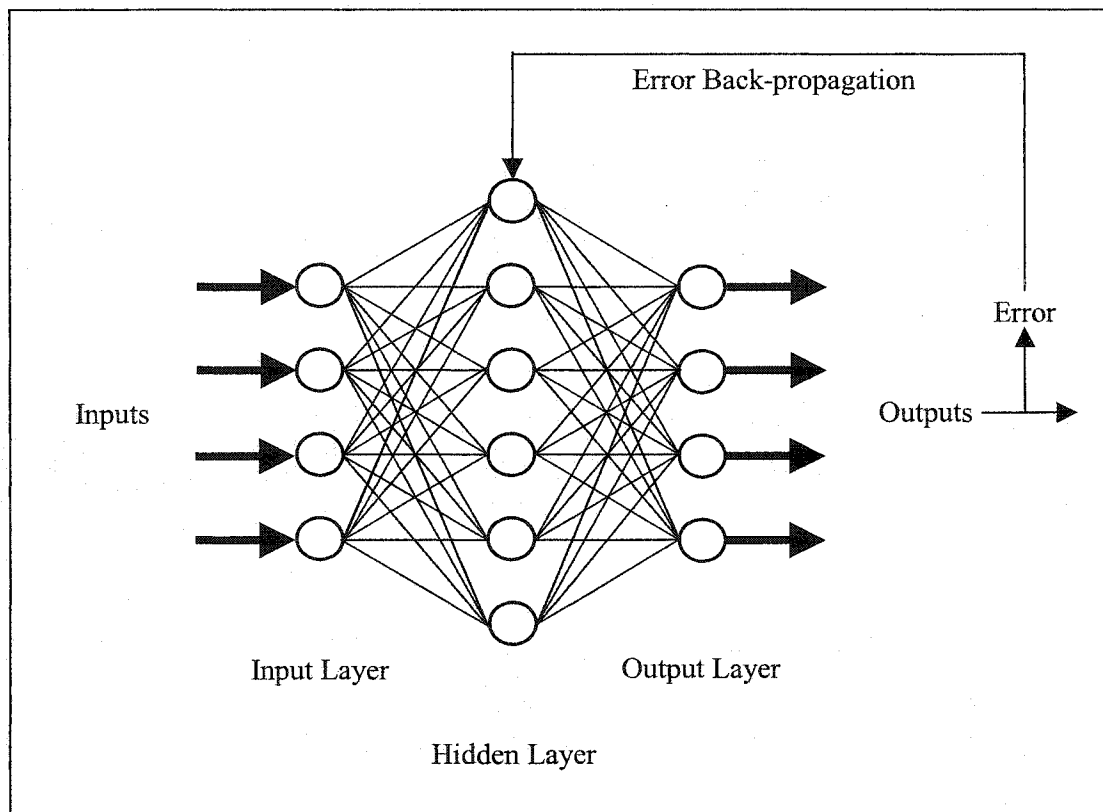 Error Back-propagation
Error
Inputs
Outputs
Input Layer
Output Layer
Hidden Layer